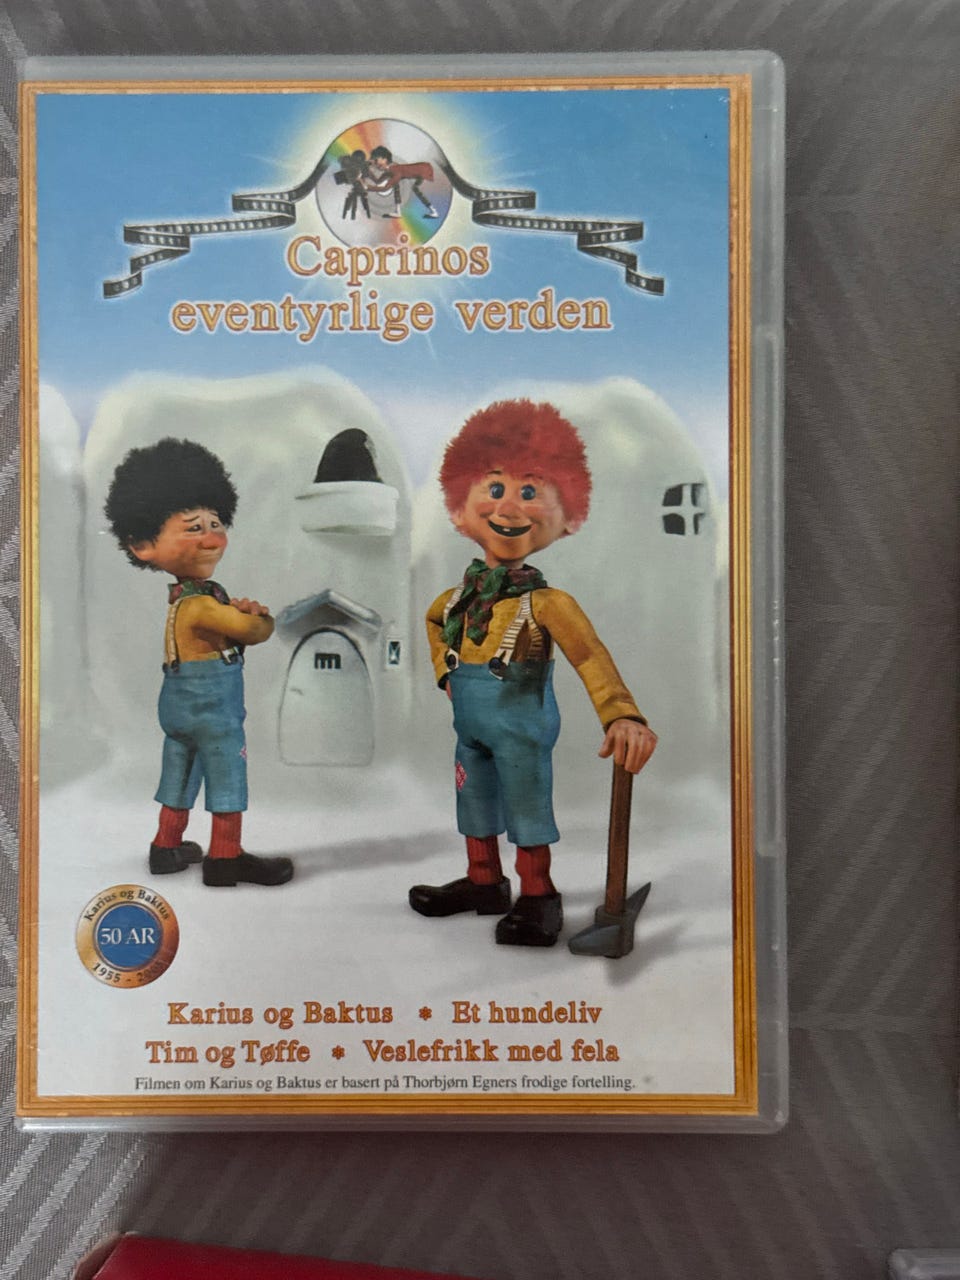 Caprinos
eventyrlige verden
Karius og Baktus
50 ÅR
1955 -
Karius og Baktus * Et hundeliv
Tim og Tøffe * Veslefrikk med fela
Filmen om Karius og Baktus er basert på Thorbjørn Egners frodige fortelling.